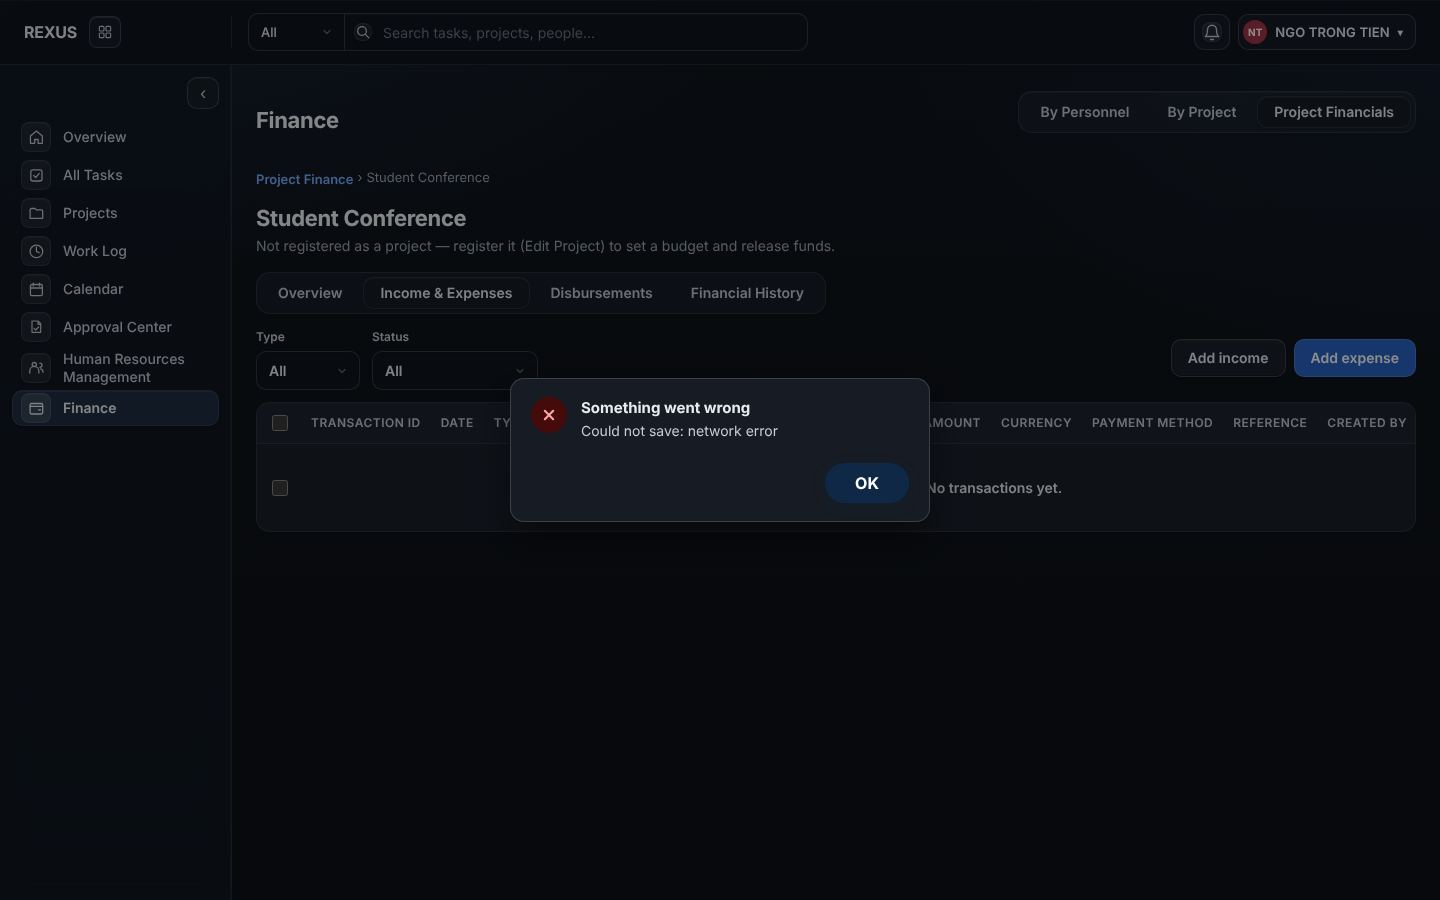 REXUS
All
Search tasks, projects, people...
NT
NGO TRONG TIEN
Overview
All Tasks
Projects
Work Log
Calendar
Approval Center
Human Resources
Management
Finance
Finance
By Personnel
By Project
Project Financials
Project Finance › Student Conference
Student Conference
Not registered as a project — register it (Edit Project) to set a budget and release funds.
Overview
Income & Expenses
Disbursements
Financial History
Type
Status
All
All
Add income
Add expense
TRANSACTION ID
DATE
CURRENCY
PAYMENT METHOD
REFERENCE
CREATED BY
No transactions yet.
Something went wrong
Could not save: network error
OK